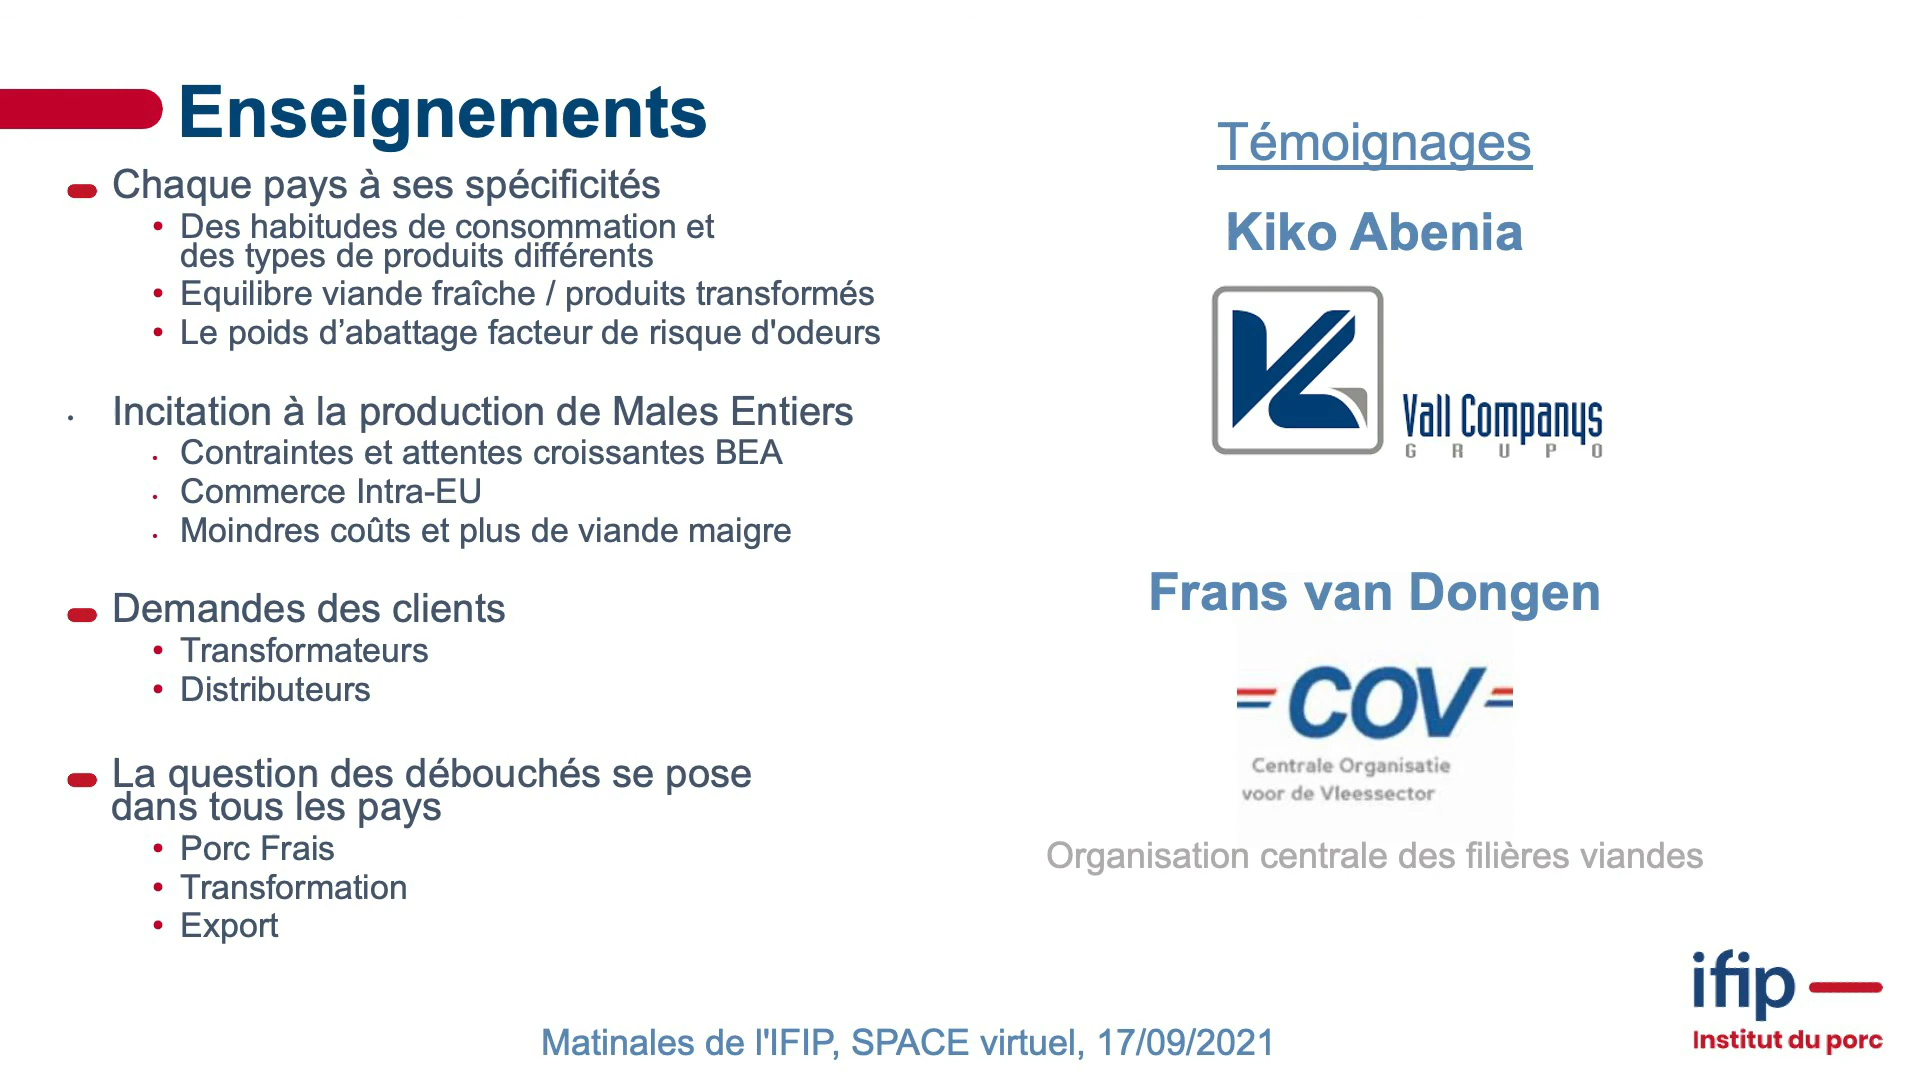 Enseignements
Chaque pays à ses spécificités
• Des habitudes de consommation et
des types de produits différents
• Equilibre viande fraîche / produits transformés
• Le poids d’abattage facteur de risque d'odeurs
• Incitation à la production de Males Entiers
• Contraintes et attentes croissantes BEA
• Commerce Intra-EU
• Moindres coûts et plus de viande maigre
Demandes des clients
• Transformateurs
• Distributeurs
La question des débouchés se pose
dans tous les pays
• Porc Frais
• Transformation
• Export
Témoignages
Kiko Abenia
Vall Companys
GRUPO
Frans van Dongen
COV
Centrale Organisatie
voor de Vleessector
Organisation centrale des filières viandes
ifip
Institut du porc
Matinales de l'IFIP, SPACE virtuel, 17/09/2021